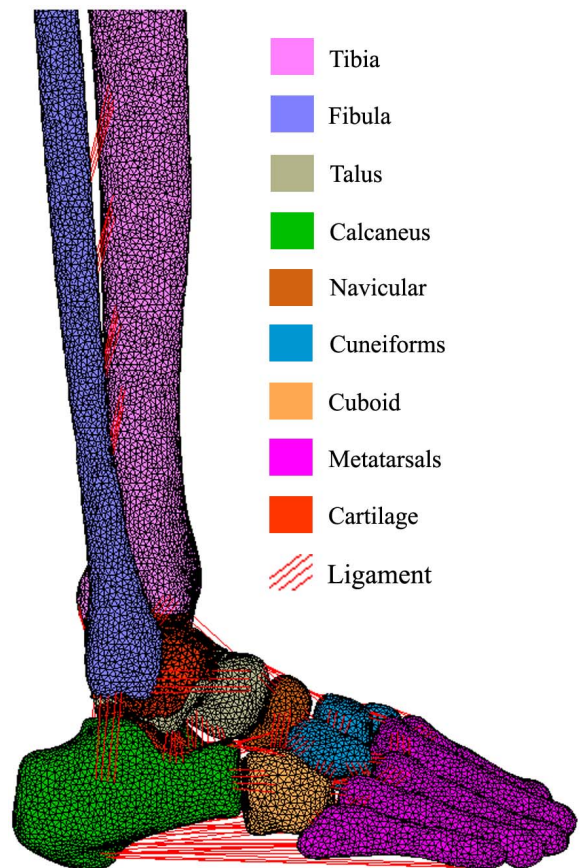 Tibia
Fibula
Talus
Calcaneus
Navicular
Cuneiforms
Cuboid
Metatarsals
Cartilage
Ligament